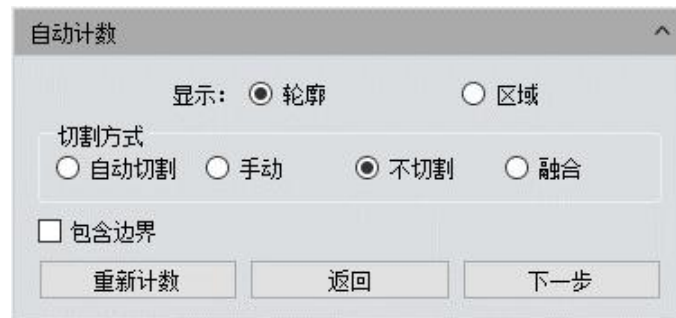 自动计数
显示： 轮廓 区域
切割方式
自动切割 手动 不切割 融合
包含边界
重新计数 返回 下一步